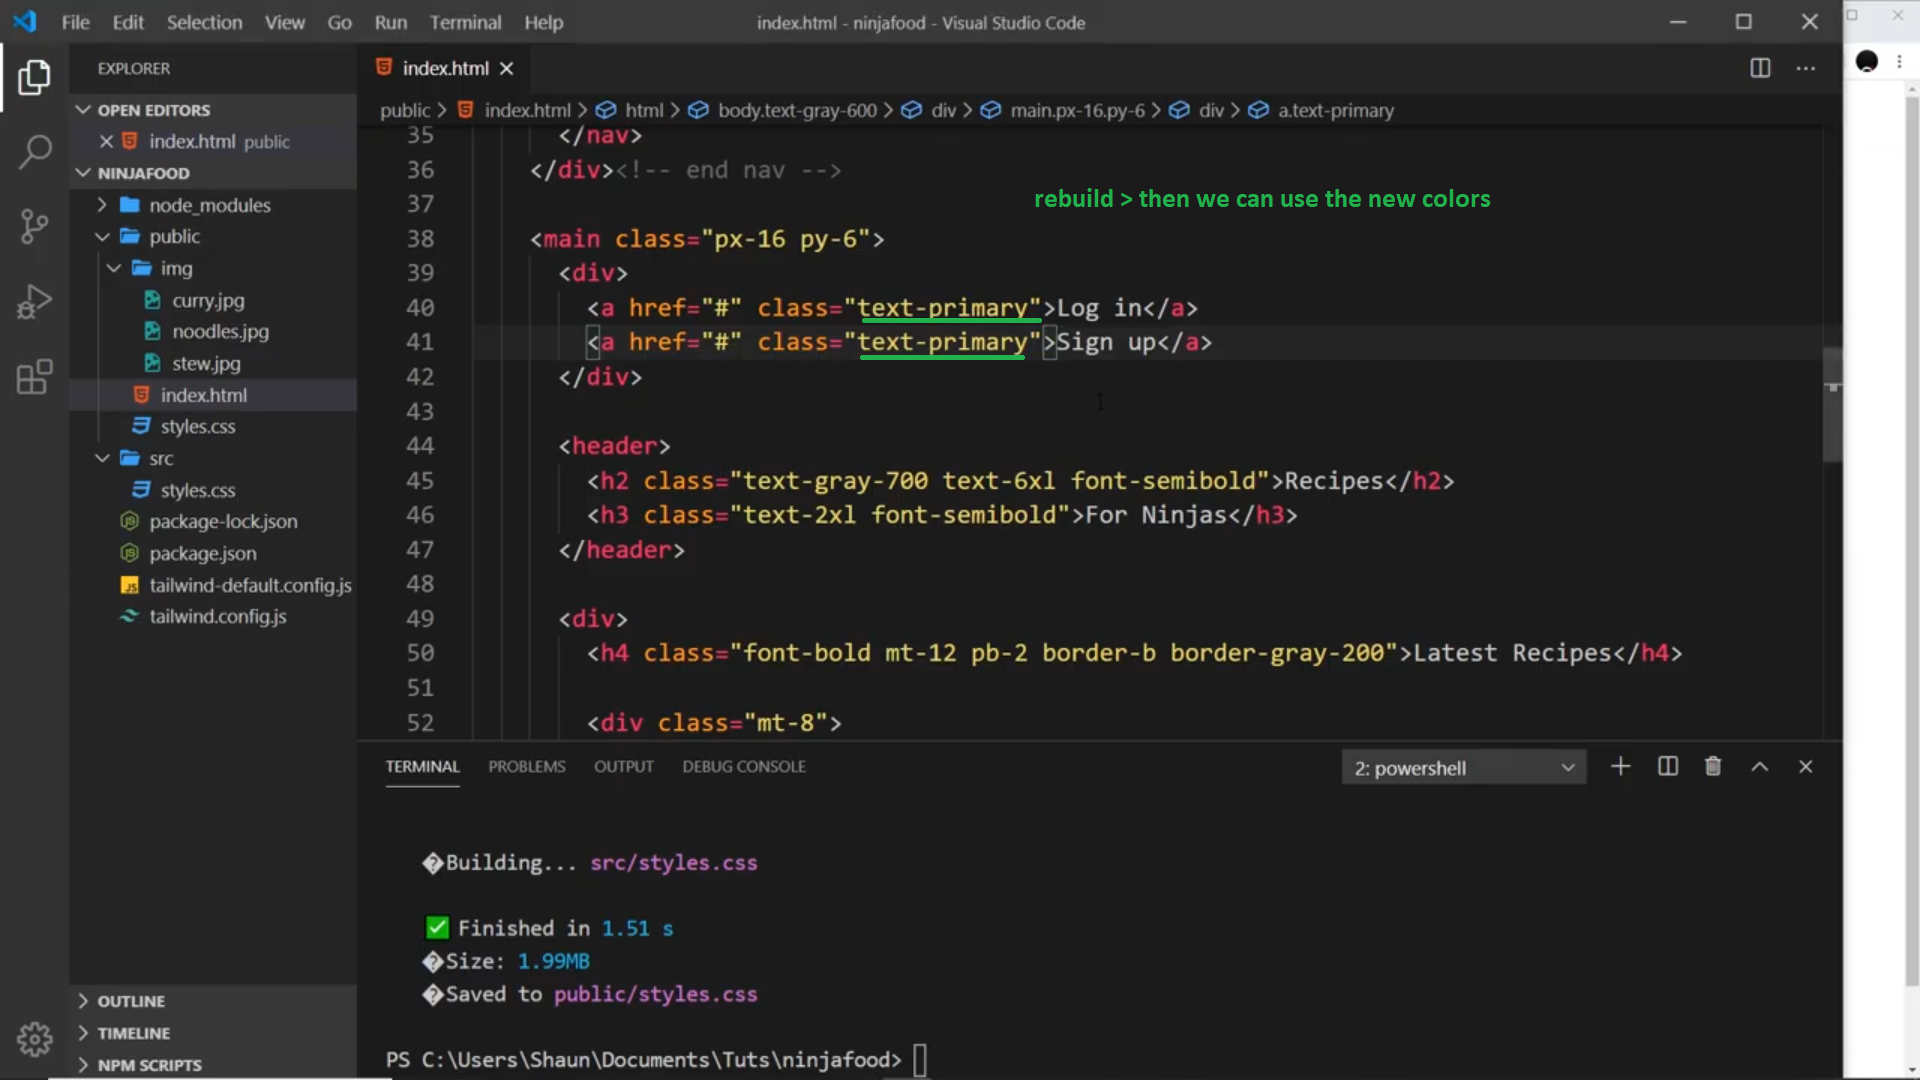 File Edit Selection View Go Run Terminal Help
index.html - ninjafood - Visual Studio Code
EXPLORER
OPEN EDITORS
index.html public
NINJAFOOD
node_modules
public
img
curry.jpg
noodles.jpg
stew.jpg
index.html
styles.css
src
styles.css
package-lock.json
package.json
JS tailwind-default.config.js
tailwind.config.js
OUTLINE
TIMELINE
NPM SCRIPTS
index.html
public > index.html > html > body.text-gray-600 > div > main.px-16.py-6 > div > a.text-primary
35 </nav>
36 </div><!-- end nav -->
rebuild > then we can use the new colors
37
38 <main class="px-16 py-6">
39 <div>
40 <a href="#" class="text-primary">Log in</a>
41 <a href="#" class="text-primary">Sign up</a>
42 </div>
43
44 <header>
45 <h2 class="text-gray-700 text-6xl font-semibold">Recipes</h2>
46 <h3 class="text-2xl font-semibold">For Ninjas</h3>
47 </header>
48
49 <div>
50 <h4 class="font-bold mt-12 pb-2 border-b border-gray-200">Latest Recipes</h4>
51
52 <div class="mt-8">
TERMINAL PROBLEMS OUTPUT DEBUG CONSOLE
2: powershell
�Building... src/styles.css
✅ Finished in 1.51 s
�Size: 1.99MB
�Saved to public/styles.css
PS C:\Users\Shaun\Documents\Tuts\ninjafood>